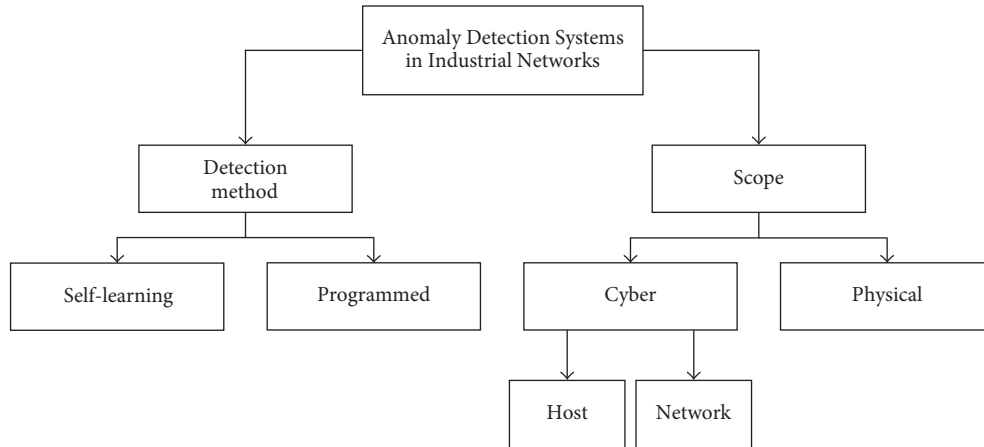 Anomaly Detection Systems
in Industrial Networks
Detection
method
Scope
Self-learning
Programmed
Cyber
Physical
Host
Network